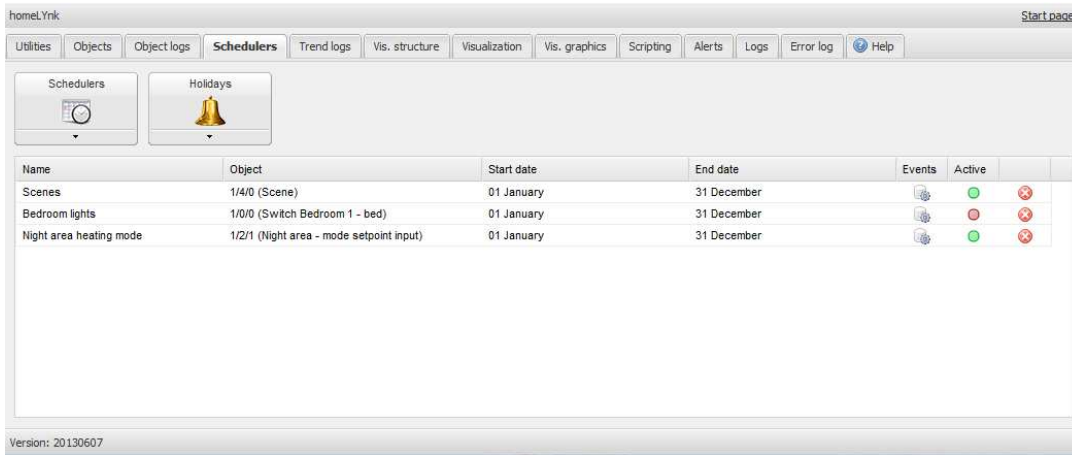 homeLYnk Start page
Utilities Objects Object logs Schedulers Trend logs Vis. structure Visualization Vis. graphics Scripting Alerts Logs Error log Help
Schedulers Holidays
Name Object Start date End date Events Active
Scenes 1/4/0 (Scene) 01 January 31 December
Bedroom lights 1/0/0 (Switch Bedroom 1 - bed) 01 January 31 December
Night area heating mode 1/2/1 (Night area - mode setpoint input) 01 January 31 December
Version: 20130607